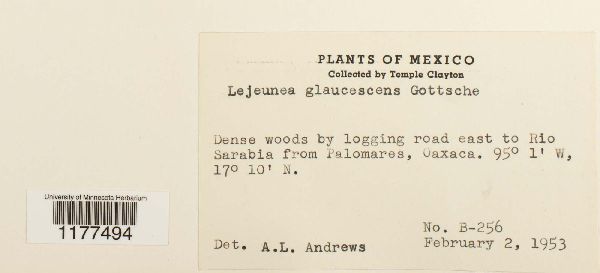 PLANTS OF MEXICO
Collected by Temple Clayton
Lejeunea glaucescens Gottsche
Dense woods by logging road east to Rio
Sarabia from Palomares, Oaxaca. 95° 1' W,
17° 10' N.
No. B-256
Det. A.L. Andrews February 2, 1953
University of Minnesota Herbarium
1177494